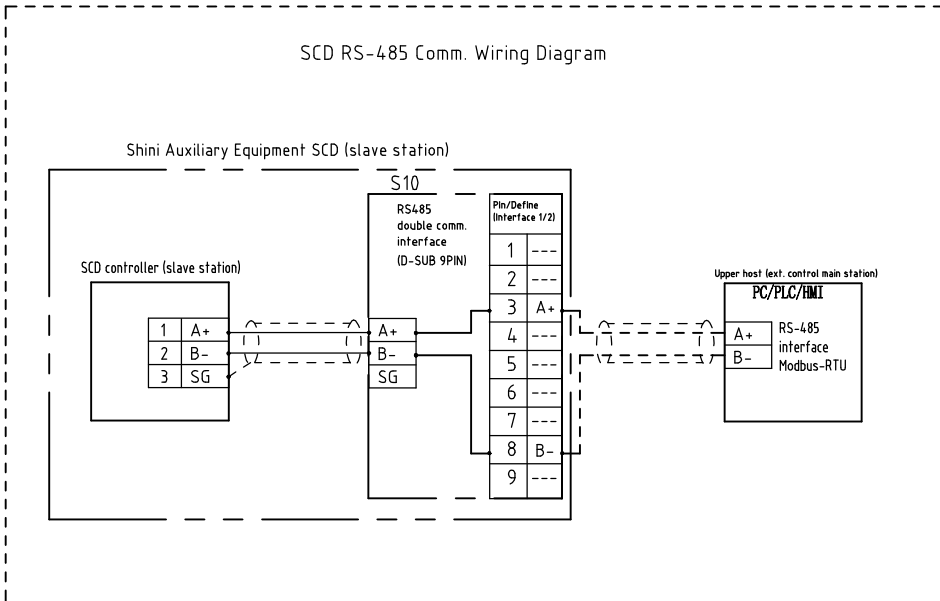 SCD RS-485 Comm. Wiring Diagram
Shini Auxiliary Equipment SCD (slave station)
S10
RS485
double comm.
interface
(D-SUB 9PIN)
Pin/Define
(Interface 1/2)
1 ---
2 ---
3 A+
4 ---
5 ---
6 ---
7 ---
8 B-
9 ---
SCD controller (slave station)
1 A+
2 B-
3 SG
A+
B-
SG
Upper host (ext. control main station)
PC/PLC/HMI
A+
B-
RS-485
interface
Modbus-RTU